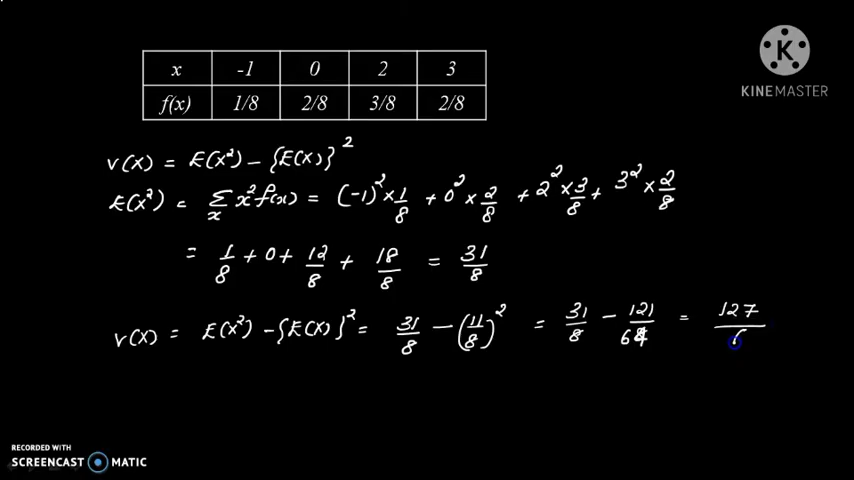 KINEMASTER
x -1 0 2 3
f(x) 1/8 2/8 3/8 2/8
V(X) = E(X²) - {E(X)}²
E(X²) = Σₓ x² f(x) = (-1)² × 1/8 + 0² × 2/8 + 2² × 3/8 + 3² × 2/8
= 1/8 + 0 + 12/8 + 18/8 = 31/8
V(X) = E(X²) - {E(X)}² = 31/8 - (11/8)² = 31/8 - 121/64 = 127/6
RECORDED WITH
SCREENCAST MATIC